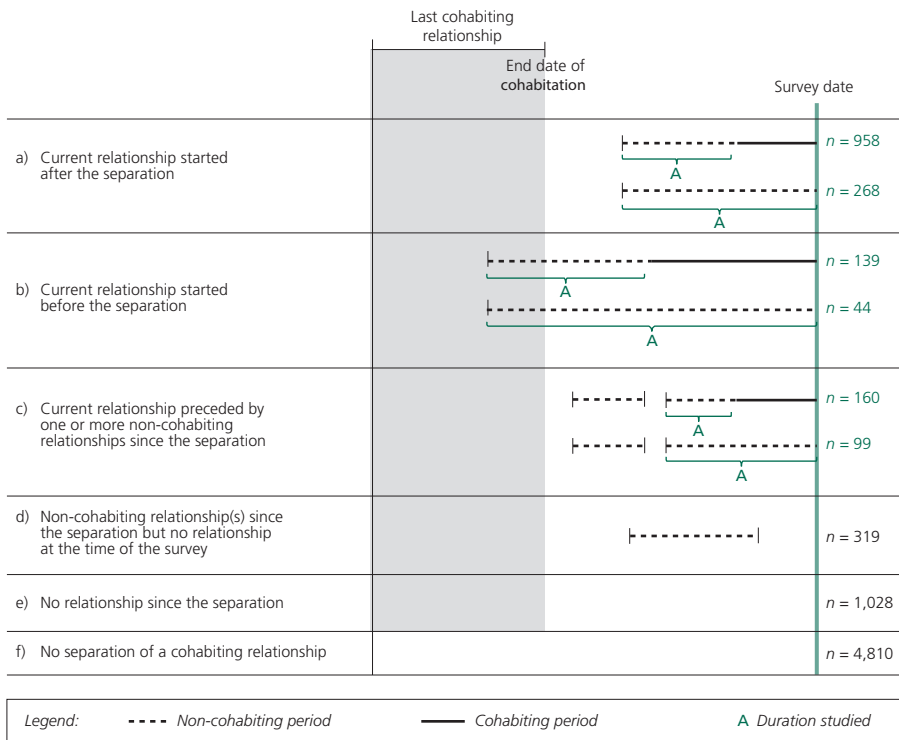 Last cohabiting
relationship
End date of
cohabitation
Survey date
a) Current relationship started
after the separation
n = 958
A
n = 268
A
b) Current relationship started
before the separation
n = 139
A
n = 44
A
c) Current relationship preceded by
one or more non-cohabiting
relationships since the separation
n = 160
A
n = 99
A
d) Non-cohabiting relationship(s) since
the separation but no relationship
at the time of the survey
n = 319
e) No relationship since the separation
n = 1,028
f) No separation of a cohabiting relationship
n = 4,810
Legend: Non-cohabiting period Cohabiting period A Duration studied